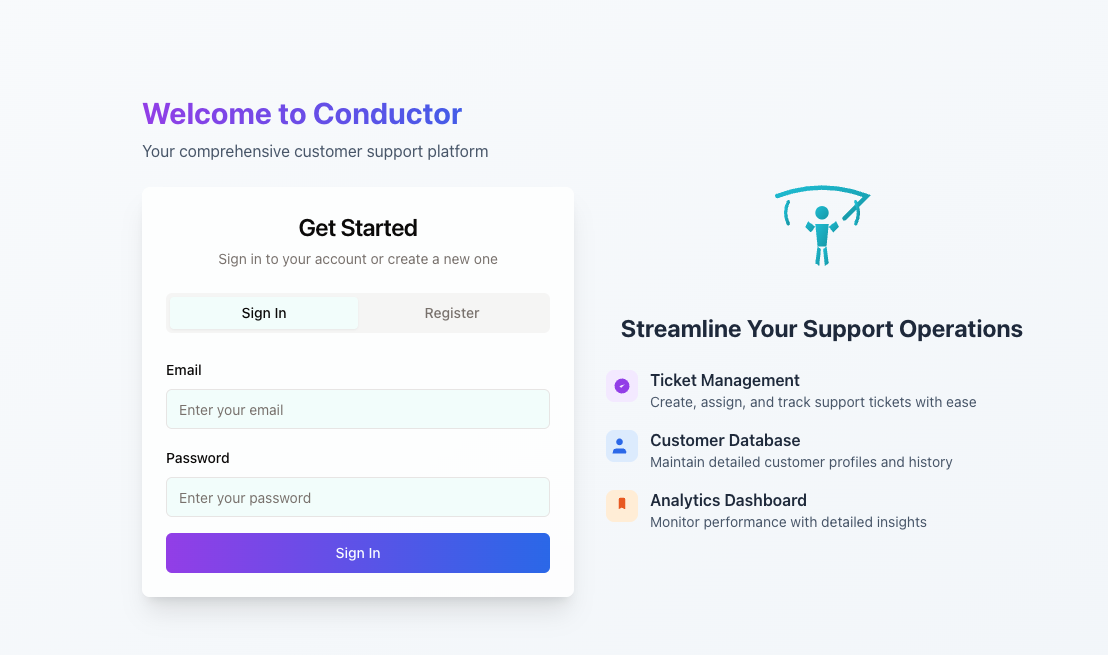 Welcome to Conductor
Your comprehensive customer support platform
Get Started
Sign in to your account or create a new one
Sign In
Register
Email
Enter your email
Password
Enter your password
Sign In
Streamline Your Support Operations
Ticket Management
Create, assign, and track support tickets with ease
Customer Database
Maintain detailed customer profiles and history
Analytics Dashboard
Monitor performance with detailed insights